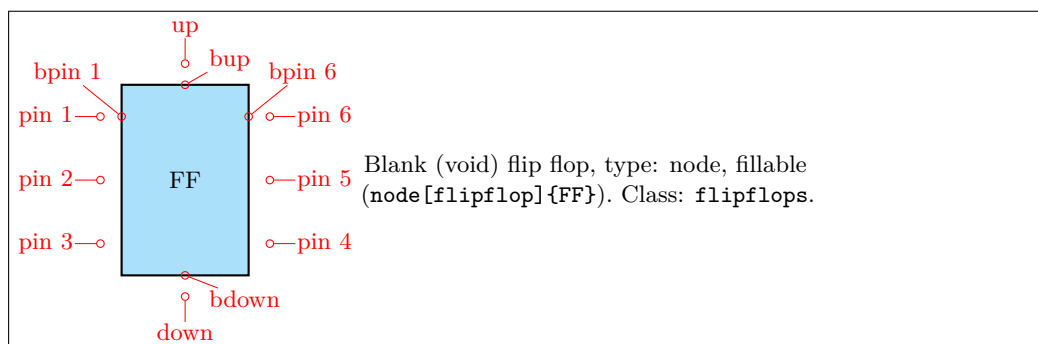 up
bup
bpin 1
bpin 6
pin 1
pin 6
pin 2
FF
pin 5
pin 3
pin 4
bdown
down
Blank (void) flip flop, type: node, fillable
(node[flipflop]{FF}). Class: flipflops.